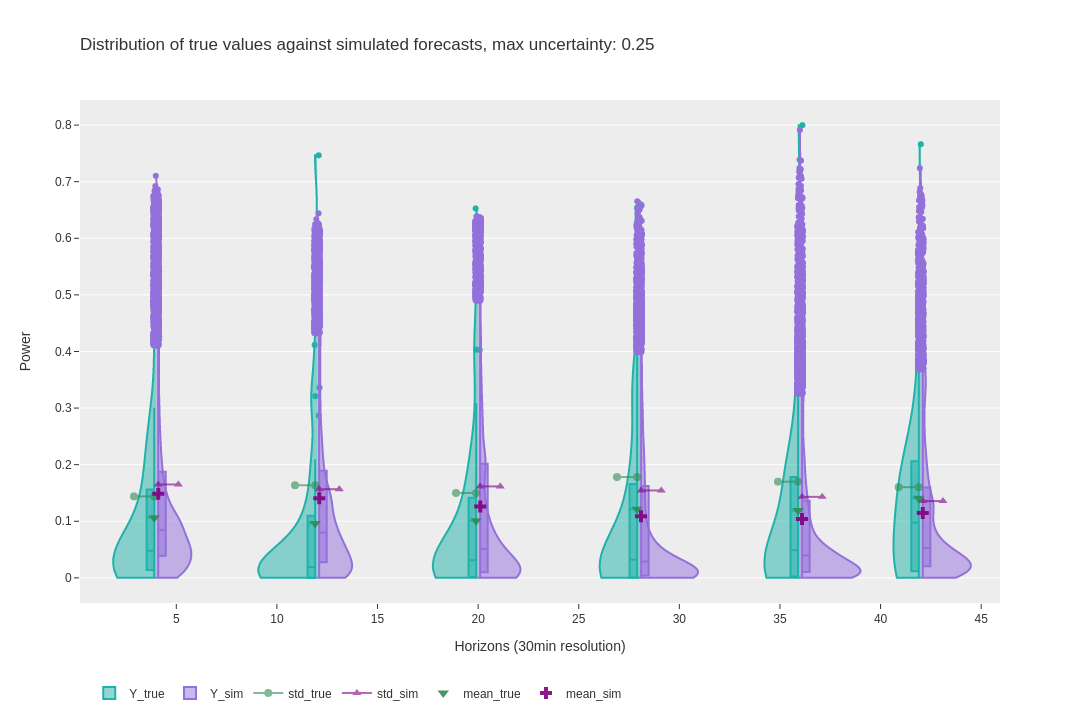 Distribution of true values against simulated forecasts, max uncertainty: 0.25
0.8
0.7
0.6
0.5
0.4
0.3
0.2
0.1
0
Power
5 10 15 20 25 30 35 40 45
Horizons (30min resolution)
Y_true Y_sim std_true std_sim mean_true mean_sim